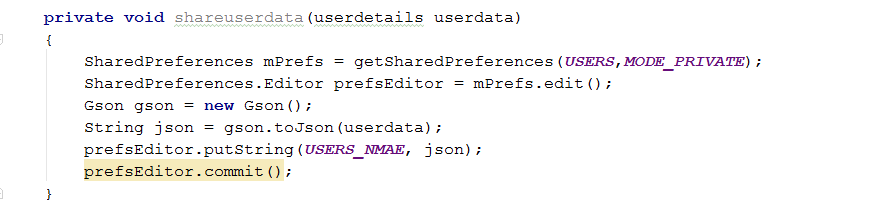 private void shareuserdata(userdetails userdata)
{
SharedPreferences mPrefs = getSharedPreferences(USERS,MODE_PRIVATE);
SharedPreferences.Editor prefsEditor = mPrefs.edit();
Gson gson = new Gson();
String json = gson.toJson(userdata);
prefsEditor.putString(USERS_NMAE, json);
prefsEditor.commit();
}